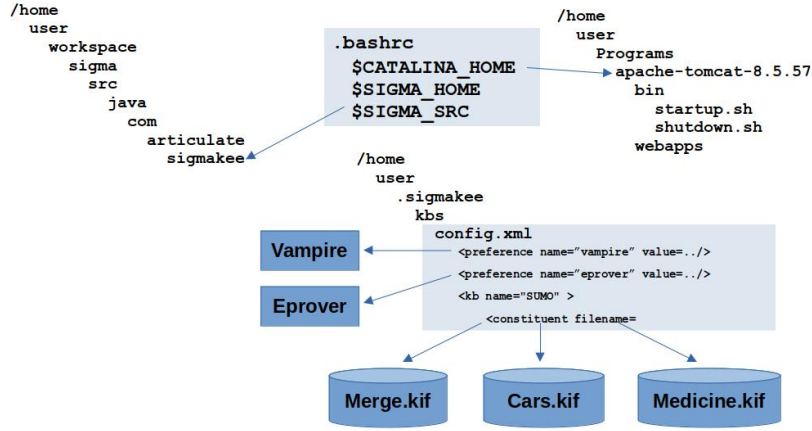 /home
user
workspace
sigma
src
java
com
articulate
sigmakee
.bashrc
$CATALINA_HOME
$SIGMA_HOME
$SIGMA_SRC
/home
user
Programs
apache-tomcat-8.5.57
bin
startup.sh
shutdown.sh
webapps
/home
user
.sigmakee
kbs
config.xml
<preference name=”vampire” value=../>
<preference name=”eprover” value=../>
<kb name="SUMO" >
<constituent filename=
Vampire
Eprover
Merge.kif
Cars.kif
Medicine.kif